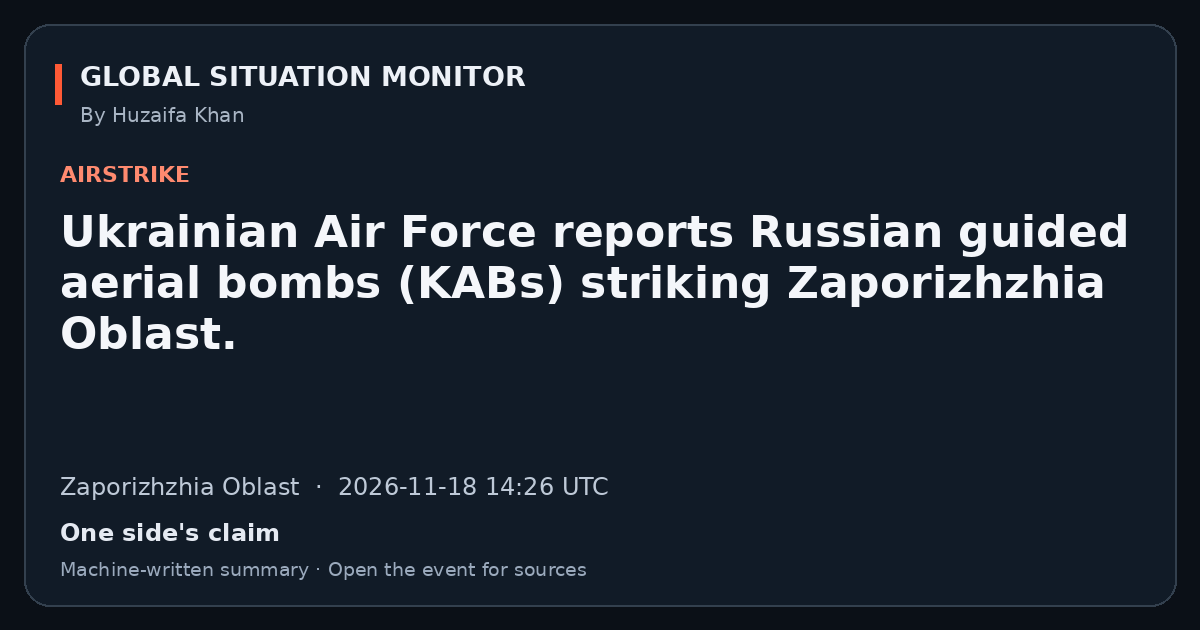 GLOBAL SITUATION MONITOR
By Huzaifa Khan
AIRSTRIKE
Ukrainian Air Force reports Russian guided
aerial bombs (KABs) striking Zaporizhzhia
Oblast.
Zaporizhzhia Oblast · 2026-11-18 14:26 UTC
One side's claim
Machine-written summary · Open the event for sources